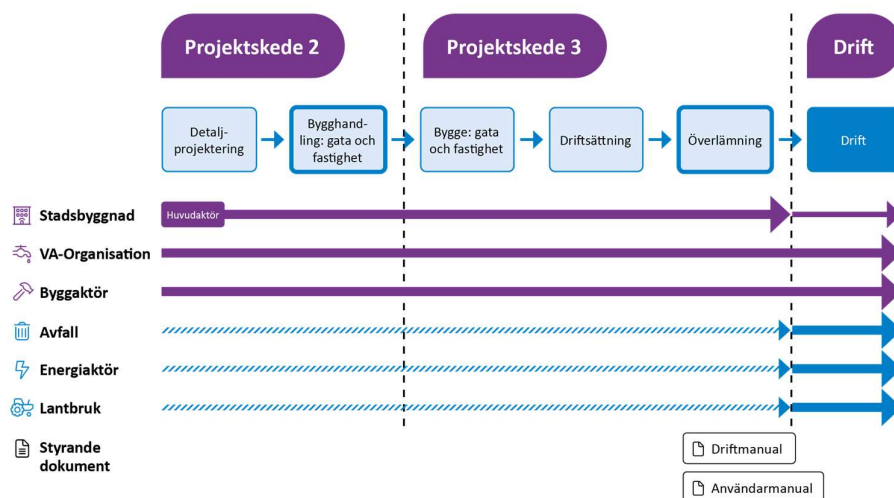 Projektskede 2
Projektskede 3
Drift
Detalj-
projektering
Bygghand-
ling: gata och
fastighet
Bygge: gata
och fastighet
Driftsättning
Överlämning
Drift
Stadsbyggnad
Huvudaktör
VA-Organisation
Byggaktör
Avfall
Energiaktör
Lantbruk
Styrande
dokument
Driftmanual
Användarmanual